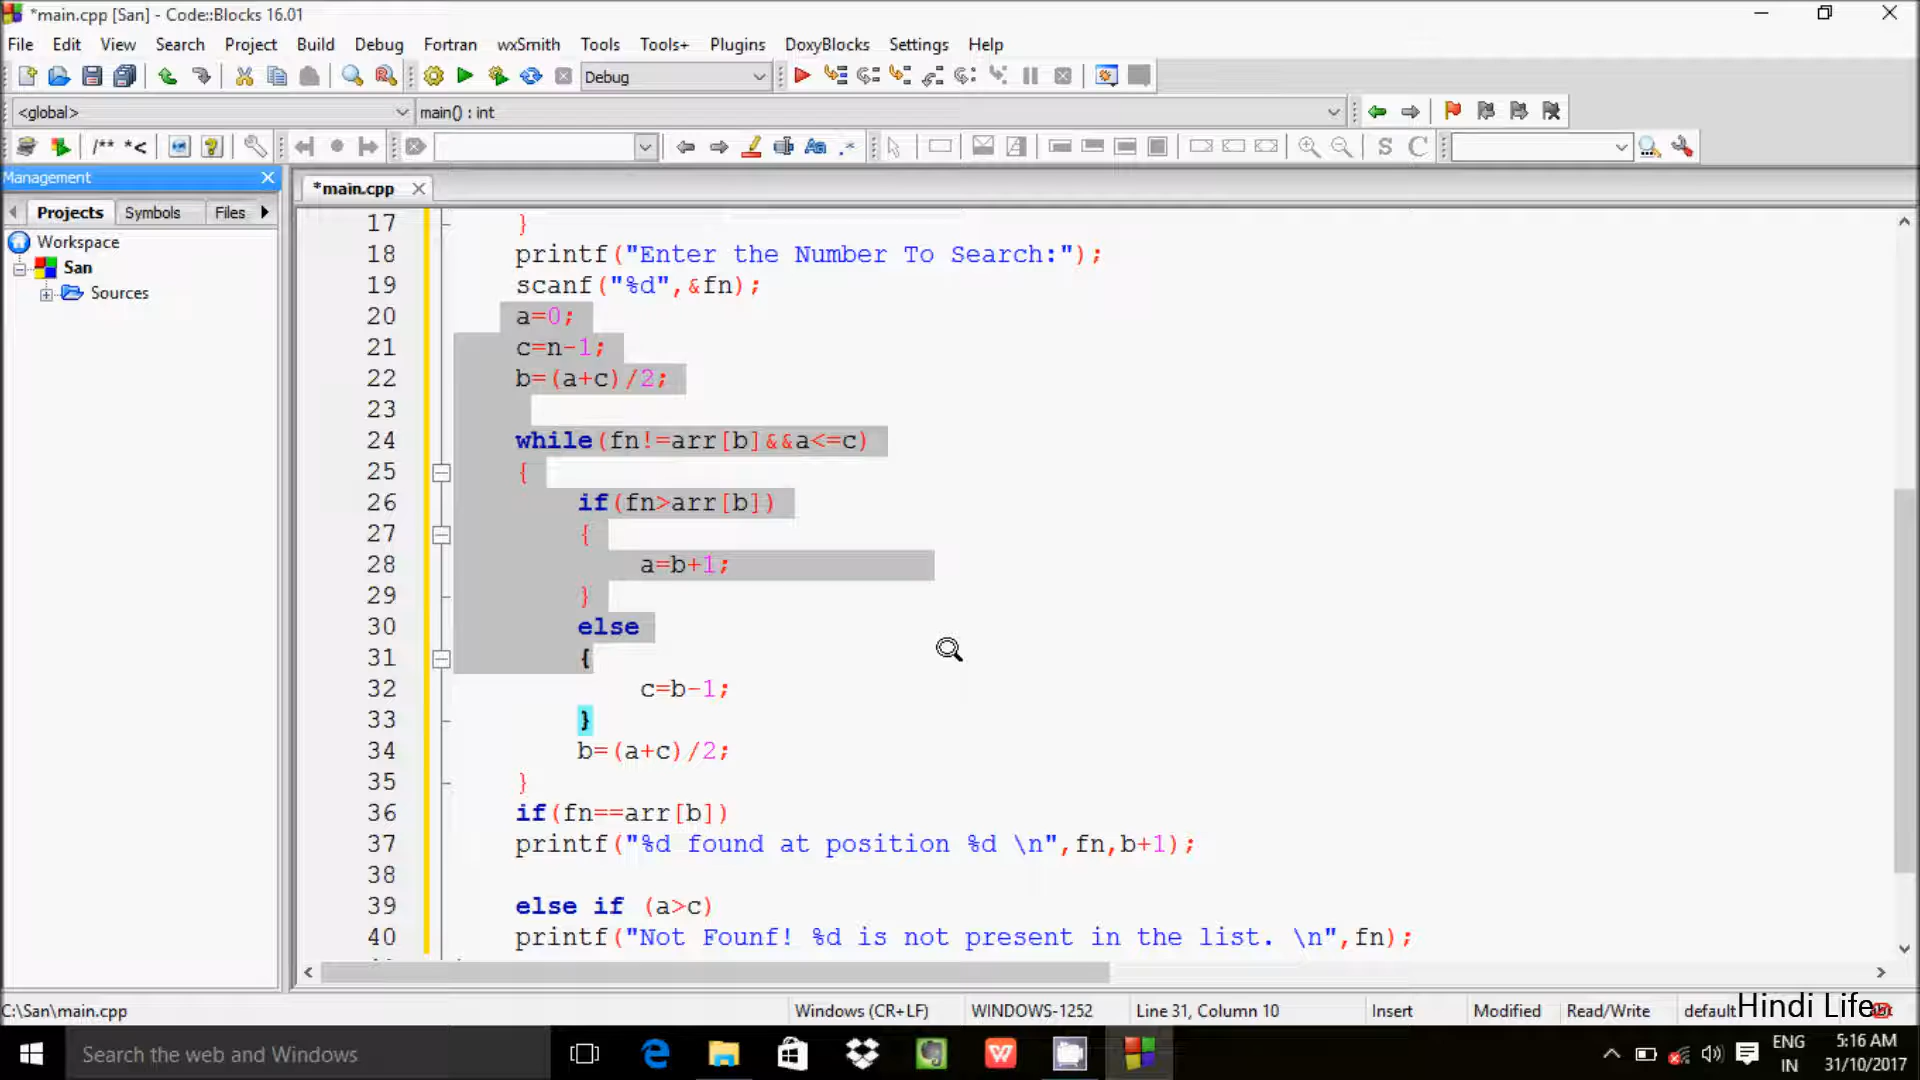 *main.cpp [San] - Code::Blocks 16.01
File Edit View Search Project Build Debug Fortran wxSmith Tools Tools+ Plugins DoxyBlocks Settings Help
Debug
<global> main() : int
/** *<
S C
Management
*main.cpp
Projects Symbols Files
Workspace
San
Sources
17 }
18 printf("Enter the Number To Search:");
19 scanf("%d",&fn);
20 a=0;
21 c=n-1;
22 b=(a+c)/2;
23
24 while(fn!=arr[b]&&a<=c)
25 {
26 if(fn>arr[b])
27 {
28 a=b+1;
29 }
30 else
31 {
32 c=b-1;
33 }
34 b=(a+c)/2;
35 }
36 if(fn==arr[b])
37 printf("%d found at position %d \n",fn,b+1);
38
39 else if (a>c)
40 printf("Not Founf! %d is not present in the list. \n",fn);
C:\San\main.cpp Windows (CR+LF) WINDOWS-1252 Line 31, Column 10 Insert Modified Read/Write default
Hindi Life
Search the web and Windows
ENG
IN
5:16 AM
31/10/2017